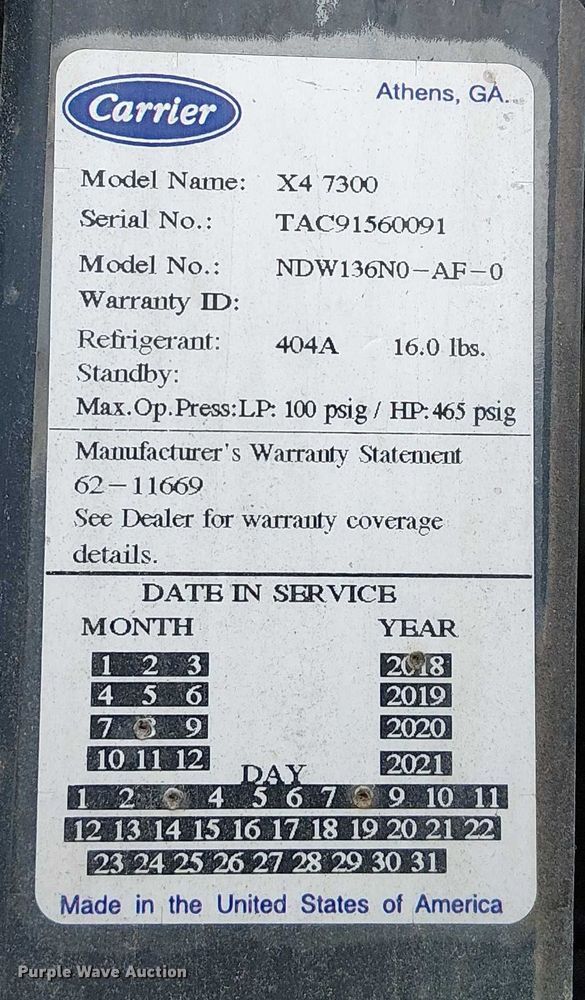 Carrier
Athens, GA.
Model Name: X4 7300
Serial No.: TAC91560091
Model No.: NDW136N0-AF-0
Warranty ID:
Refrigerant: 404A 16.0 lbs.
Standby:
Max.Op.Press:LP: 100 psig / HP:465 psig
Manufacturer's Warranty Statement
62-11669
See Dealer for warranty coverage
details.
DATE IN SERVICE
MONTH YEAR
1 2 3 2018
4 5 6 2019
7 8 9 2020
10 11 12 2021
DAY
1 2 4 5 6 7 9 10 11
12 13 14 15 16 17 18 19 20 21 22
23 24 25 26 27 28 29 30 31
Made in the United States of America
Purple Wave Auction